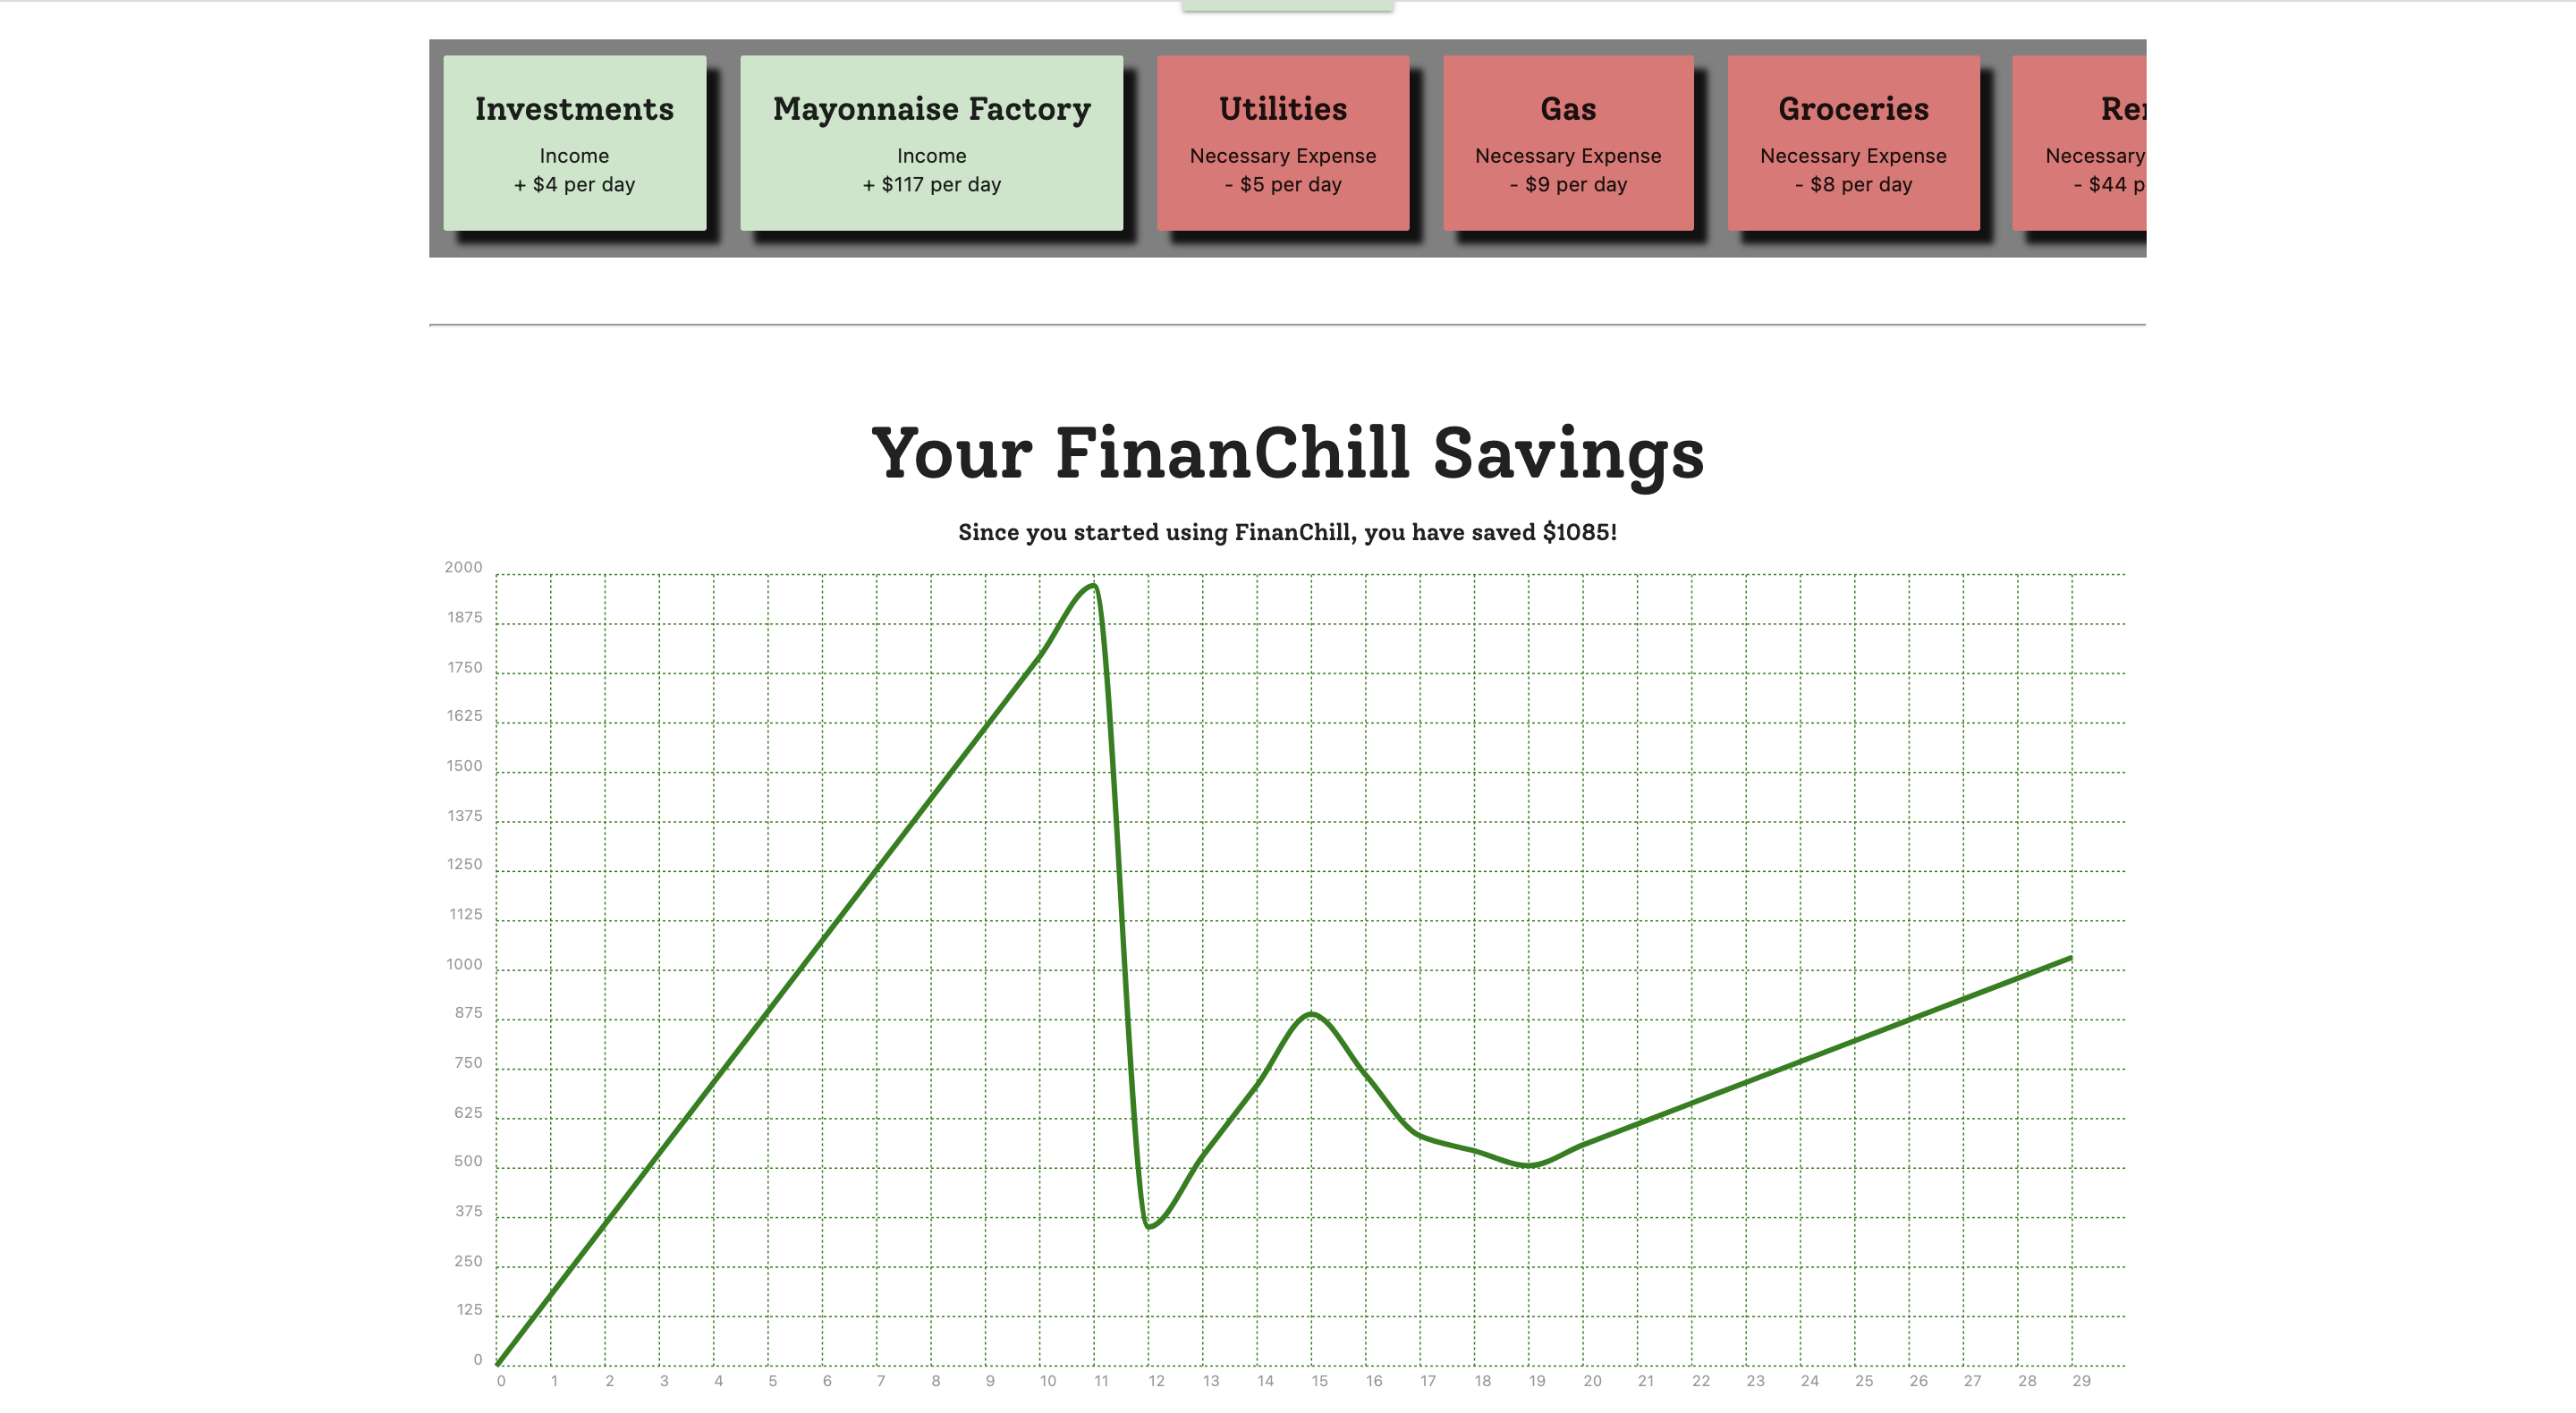 Investments
Income
+ $4 per day
Mayonnaise Factory
Income
+ $117 per day
Utilities
Necessary Expense
- $5 per day
Gas
Necessary Expense
- $9 per day
Groceries
Necessary Expense
- $8 per day
Necessary
- $44
Your FinanChill Savings
Since you started using FinanChill, you have saved $1085!
2000
1875
1750
1625
1500
1375
1250
1125
1000
875
750
625
500
375
250
125
0
0 1 2 3 4 5 6 7 8 9 10 11 12 13 14 15 16 17 18 19 20 21 22 23 24 25 26 27 28 29